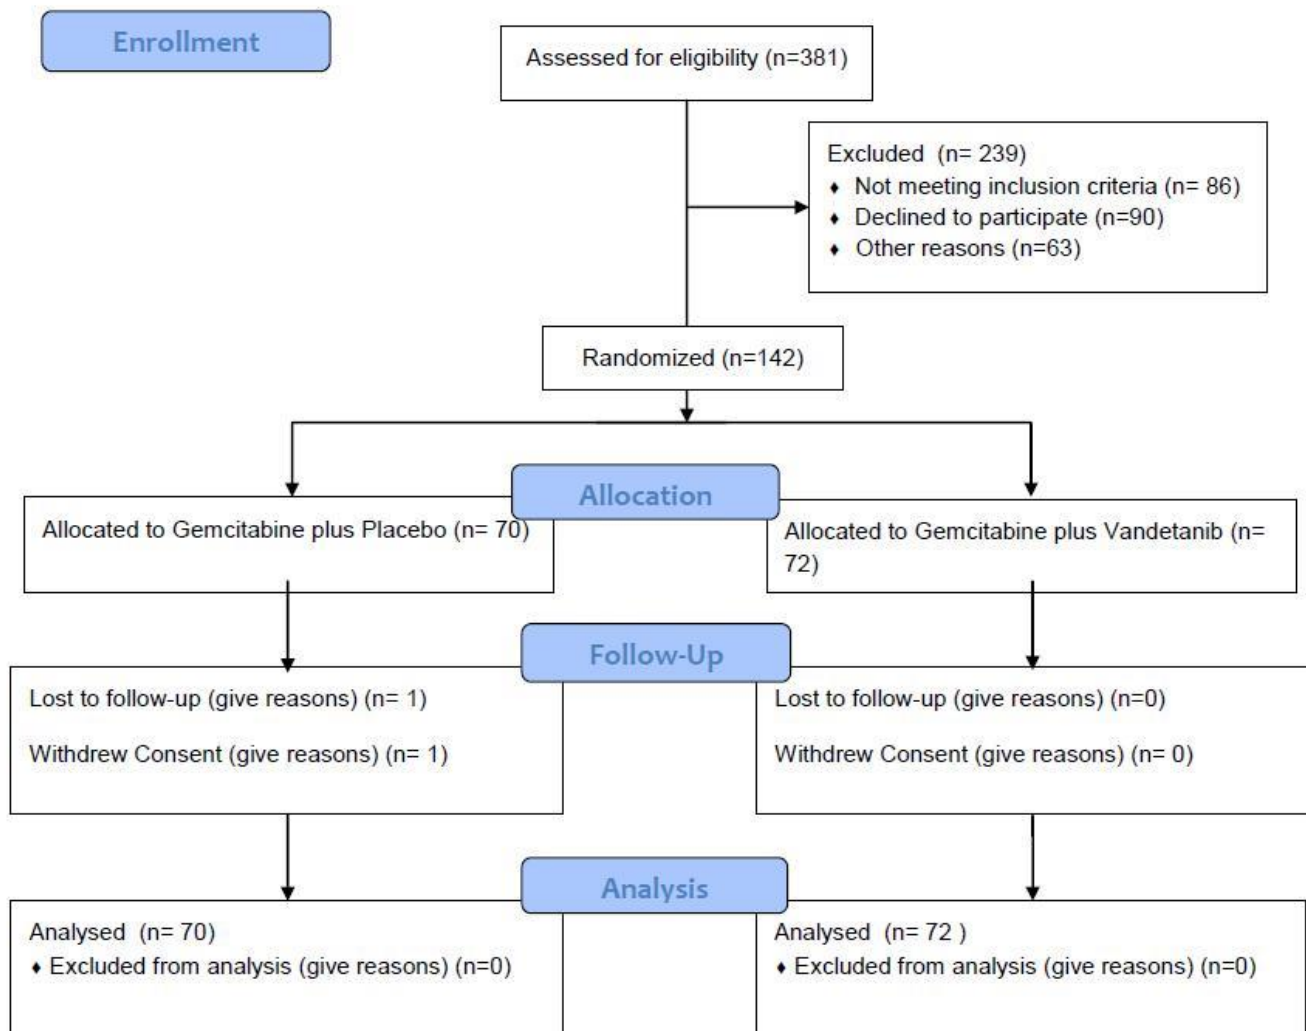 Enrollment
Assessed for eligibility (n=381)
Excluded  (n= 239)
♦ Not meeting inclusion criteria (n= 86)
♦ Declined to participate (n=90)
♦ Other reasons (n=63)
Randomized (n=142)
Allocation
Allocated to Gemcitabine plus Placebo (n= 70)
Allocated to Gemcitabine plus Vandetanib (n=
72)
Follow-Up
Lost to follow-up (give reasons) (n= 1)
Withdrew Consent (give reasons) (n= 1)
Lost to follow-up (give reasons) (n=0)
Withdrew Consent (give reasons) (n= 0)
Analysis
Analysed  (n= 70)
♦ Excluded from analysis (give reasons) (n=0)
Analysed  (n= 72 )
♦ Excluded from analysis (give reasons) (n=0)